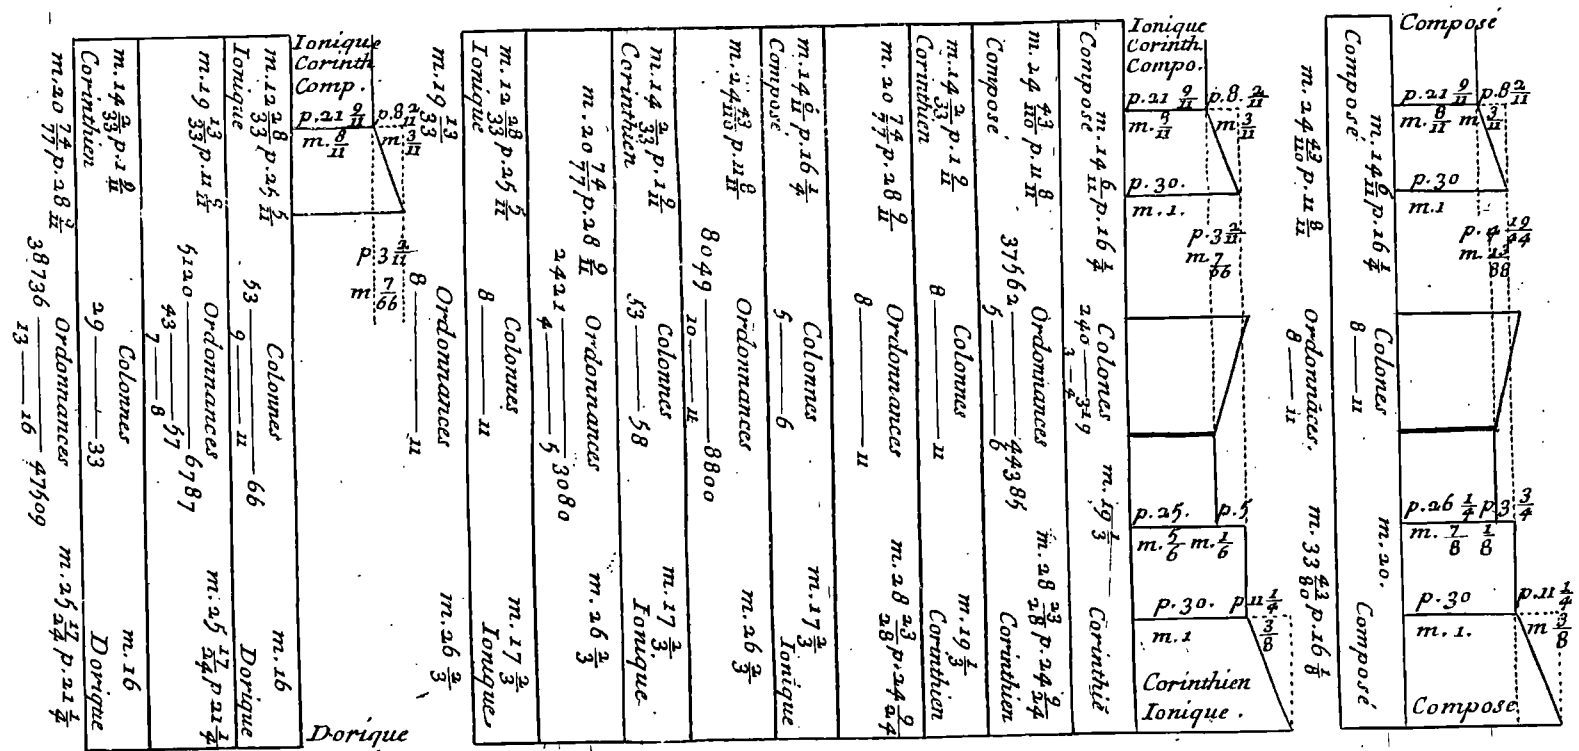 Ionique
Corinth
Comp.
p.21 9/11 p.8 2/11
m. 8/11 m 3/11
p 3 2/11
m 7/66
Dorique
m.12 28/33 p.25 5/11 Colonnes m.16
Ionique 53 — 66 Dorique
9 — 11
m.19 13/33 p.11 Ordonnances m.25 17/24 p 21 1/4
5120 — 6787
43 — 57
7 — 8
m.14 2/33 p.1 9/11 Colonnes m.16
Corinthien 29 — 33 Dorique
m.20 74/77 p.28 Ordonnances m.25 17/24 p.21 1/4
38736 — 47509
13 — 16
Ionique
Corinth.
Compo.
p.21 9/11 p.8. 2/11
m. 8/11 m 3/11
p.30.
m.1.
p.3 2/11
m. 7/66
p.25. p.5
m. 5/6 m. 1/6
p.30. p.11 1/4
m.1 3/8
Corinthien
Ionique.
m.14 6/11 p.16 1/4 Colones m.19 1/3
Composé 240 — 319 Corinthiē
3 — 4
m.24 43/110 p.11 8/11 Ordonnances m.28 23/28 p.24 9/24
Composé 37562 — 44385 Corinthien
5 — 6
m.14 2/33 p.1 9/11 Colonnes m.19 1/3
Corinthien 8 — 11 Corinthien
m.20 74/77 p.28 9/11 Ordonnances m.28 23/28 p.24 9/24
8 — 11
m.14 6/11 p.16 1/4 Colonnes m.17 2/3
Composé 5 — 6 Ionique
m.24 43/110 p.11 8/11 Ordonnances m.26 2/3
8049 — 8800
10 — 11
m.14 2/33 p.1 9/11 Colonnes m.17 2/3
Corinthien 53 — 58 Ionique
m.20 74/77 p.28 9/11 Ordonnances m.26 2/3
2421 — 3080
4 — 5
m.12 28/33 p.25 5/11 Colonnes m.17 2/3
Ionique 8 — 11 Ionique
m.19 13/33 Ordonnances m.26 2/3
8 — 11
Composé
p.21 9/11 p.8 2/11
m. 8/11 m 3/11
p.30
m.1
p. 4 19/44
m. 13/88
p.26 1/4 p.3 3/4
m. 7/8 1/8
p.30 p.11 1/4
m.1. m 3/8
Composé
m.14 6/11 p.16 1/4 Colones m.20.
Composé 8 — 11 Composé
m.24 43/110 p.11 8/11 Ordonnāces. m.33 43/80 p.16 1/8
8 — 11